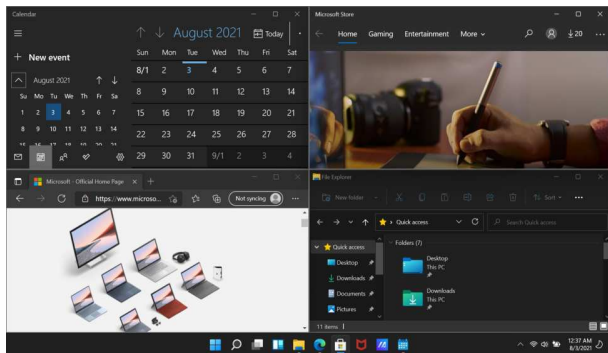 Calendar
August 2021
Today
New event
Sun Mon Tue Wed Thu Fri Sat
8/1 2 3 4 5 6 7
8 9 10 11 12 13 14
15 16 17 18 19 20 21
22 23 24 25 26 27 28
29 30 31 9/1 2 3 4
August 2021
Su Mo Tu We Th Fr Sa
1 2 3 4 5 6 7
8 9 10 11 12 13 14
15 16 17 18 19 20 21
Microsoft Store
Home Gaming Entertainment More
20
Microsoft - Official Home Page
https://www.microso...
Not syncing
File Explorer
New folder
Sort
Quick access
Search Quick access
Quick access
Desktop
Downloads
Documents
Pictures
Folders (7)
Desktop
This PC
Downloads
This PC
11 items
12:37 AM
8/3/2021